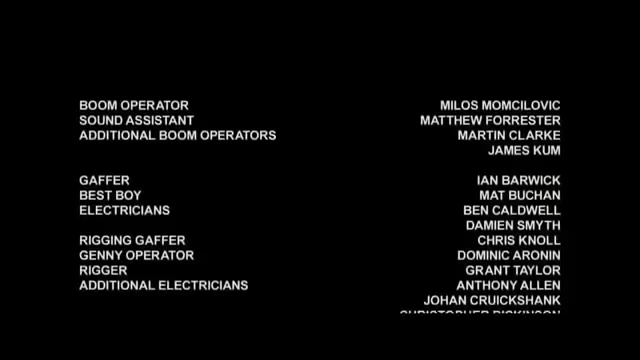 BOOM OPERATOR MILOS MOMCILOVIC
SOUND ASSISTANT MATTHEW FORRESTER
ADDITIONAL BOOM OPERATORS MARTIN CLARKE
JAMES KUM
GAFFER IAN BARWICK
BEST BOY MAT BUCHAN
ELECTRICIANS BEN CALDWELL
DAMIEN SMYTH
RIGGING GAFFER CHRIS KNOLL
GENNY OPERATOR DOMINIC ARONIN
RIGGER GRANT TAYLOR
ADDITIONAL ELECTRICIANS ANTHONY ALLEN
JOHAN CRUICKSHANK
CHRISTOPHER DICKINSON